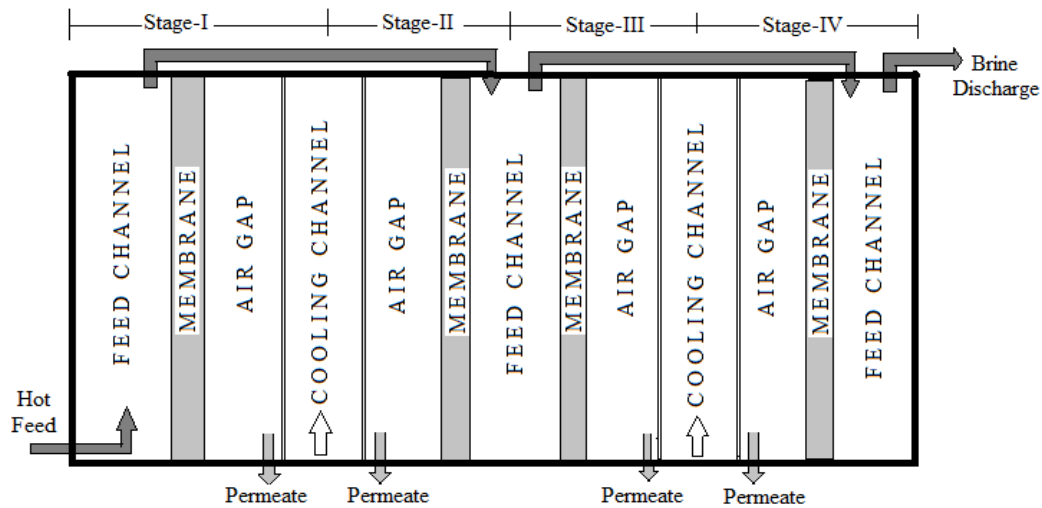 Stage-I Stage-II Stage-III Stage-IV
Brine
Discharge
FEED CHANNEL
MEMBRANE
AIR GAP
COOLING CHANNEL
AIR GAP
MEMBRANE
FEED CHANNEL
MEMBRANE
AIR GAP
COOLING CHANNEL
AIR GAP
MEMBRANE
FEED CHANNEL
Hot
Feed
Permeate Permeate Permeate Permeate